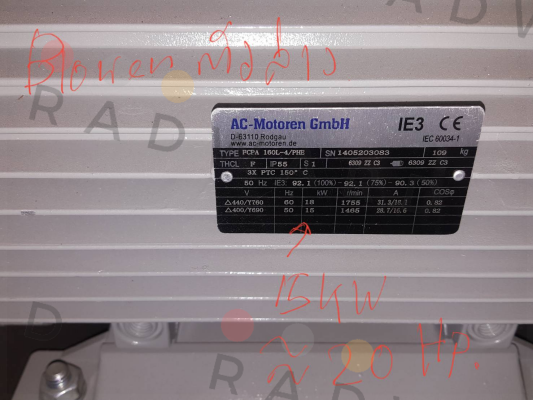 Blower ตัวล่าง
AC-Motoren GmbH
IE3 CE
D-63110 Rodgau
www.ac-motoren.de
IEC 60034-1
TYPE FCPA 160L-4/PHE SN 1405203083 109 kg
THCL F IP55 S1 6309 ZZ C3 6309 ZZ C3
3X PTC 150° C
50 Hz IE3 92.1 (100%)-92.1 (75%)-90.3 (50%)
V Hz kW r/min A COSφ
△440/Y760 60 18 1755 31.3/18.1 0.82
△400/Y690 50 15 1465 28.7/16.6 0.82
15 kW
≈ 20 Hp.